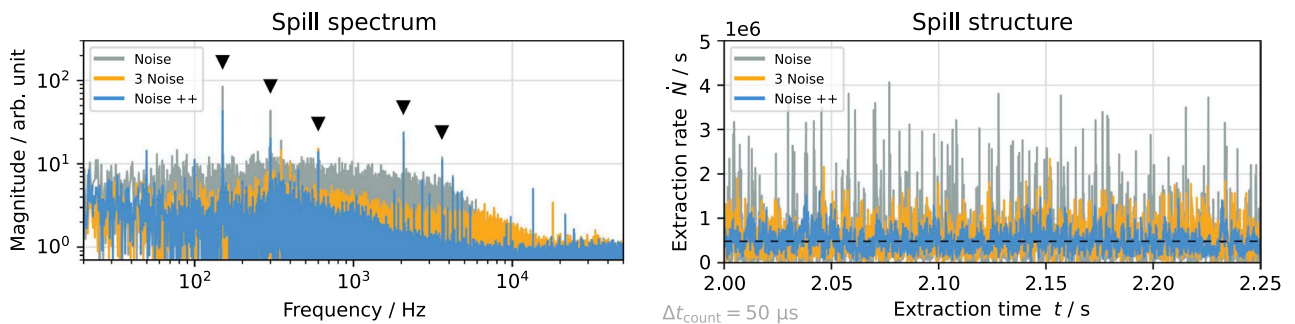 Spill spectrum
Magnitude / arb. unit
10²
10¹
10⁰
Noise
3 Noise
Noise ++
10² 10³ 10⁴
Frequency / Hz
Spill structure
1e6
Extraction rate Ṅ / s
5
4
3
2
1
0
Noise
3 Noise
Noise ++
2.00 2.05 2.10 2.15 2.20 2.25
Δt_count = 50 μs
Extraction time t / s